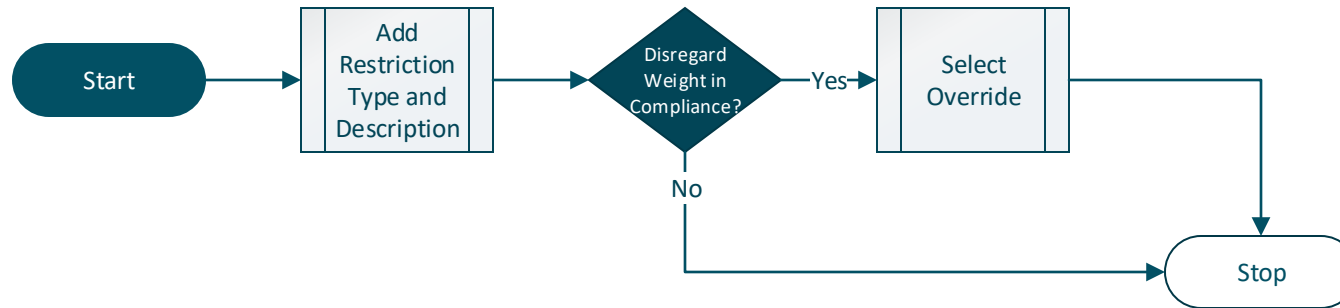 Start
Add
Restriction
Type and
Description
Disregard
Weight in
Compliance?
Yes
Select
Override
No
Stop